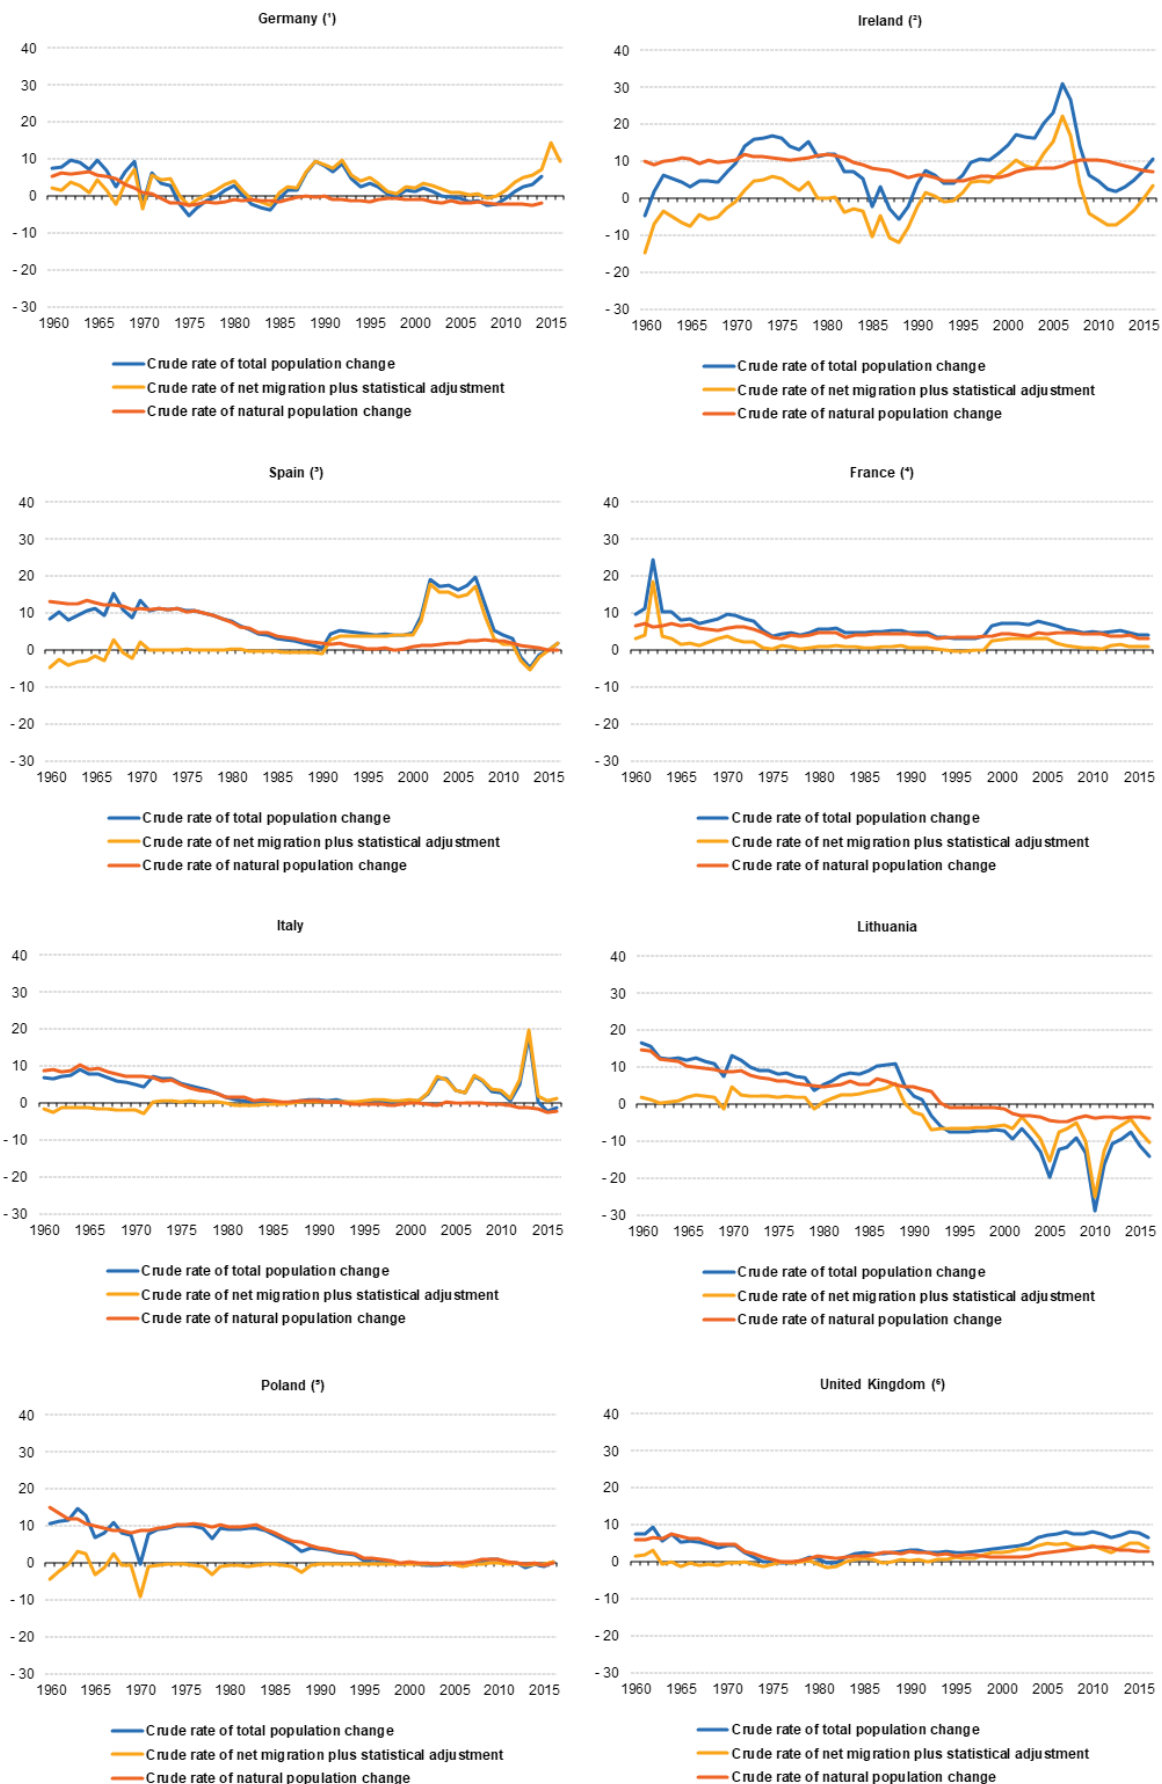 Germany (¹)
40
30
20
10
0
- 10
- 20
- 30
1960 1965 1970 1975 1980 1985 1990 1995 2000 2005 2010 2015
Crude rate of total population change
Crude rate of net migration plus statistical adjustment
Crude rate of natural population change
Ireland (²)
40
30
20
10
0
- 10
- 20
- 30
1960 1965 1970 1975 1980 1985 1990 1995 2000 2005 2010 2015
Crude rate of total population change
Crude rate of net migration plus statistical adjustment
Crude rate of natural population change
Spain (³)
40
30
20
10
0
- 10
- 20
- 30
1960 1965 1970 1975 1980 1985 1990 1995 2000 2005 2010 2015
Crude rate of total population change
Crude rate of net migration plus statistical adjustment
Crude rate of natural population change
France (⁴)
40
30
20
10
0
- 10
- 20
- 30
1960 1965 1970 1975 1980 1985 1990 1995 2000 2005 2010 2015
Crude rate of total population change
Crude rate of net migration plus statistical adjustment
Crude rate of natural population change
Italy
40
30
20
10
0
- 10
- 20
- 30
1960 1965 1970 1975 1980 1985 1990 1995 2000 2005 2010 2015
Crude rate of total population change
Crude rate of net migration plus statistical adjustment
Crude rate of natural population change
Lithuania
40
30
20
10
0
- 10
- 20
- 30
1960 1965 1970 1975 1980 1985 1990 1995 2000 2005 2010 2015
Crude rate of total population change
Crude rate of net migration plus statistical adjustment
Crude rate of natural population change
Poland (⁵)
40
30
20
10
0
- 10
- 20
- 30
1960 1965 1970 1975 1980 1985 1990 1995 2000 2005 2010 2015
Crude rate of total population change
Crude rate of net migration plus statistical adjustment
Crude rate of natural population change
United Kingdom (⁶)
40
30
20
10
0
- 10
- 20
- 30
1960 1965 1970 1975 1980 1985 1990 1995 2000 2005 2010 2015
Crude rate of total population change
Crude rate of net migration plus statistical adjustment
Crude rate of natural population change